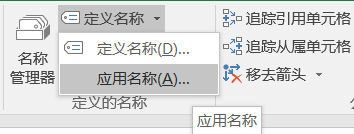 定义名称
追踪引用单元格
定义名称(D)...
追踪从属单元格
名称
管理器
应用名称(A)...
移去箭头
定义的名称
应用名称